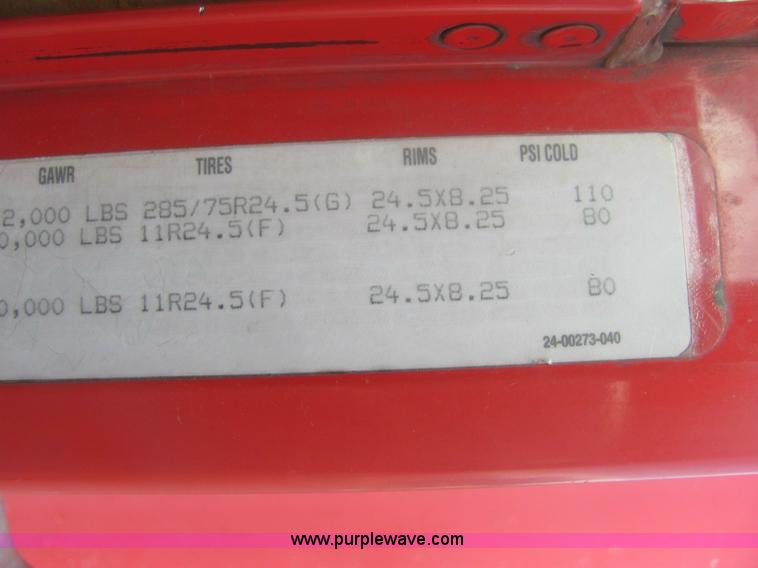 GAWR TIRES RIMS PSI COLD
2,000 LBS 285/75R24.5(G) 24.5X8.25 110
0,000 LBS 11R24.5(F) 24.5X8.25 80
0,000 LBS 11R24.5(F) 24.5X8.25 80
24-00273-040
www.purplewave.com